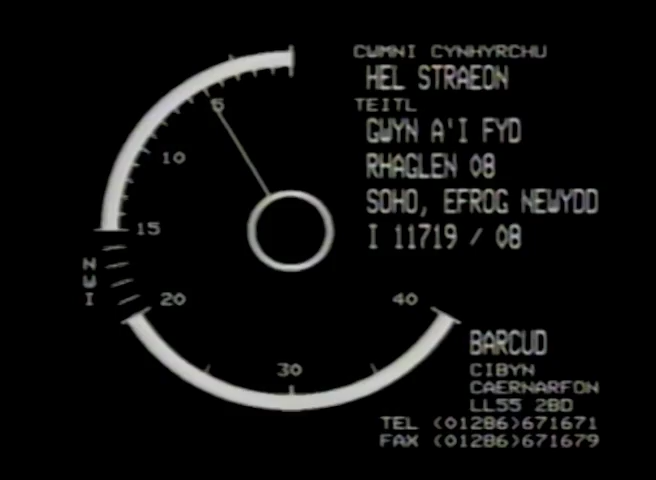 CWMNI CYNHYRCHU
HEL STRAEON
TEITL
GWYN A'I FYD
RHAGLEN 08
SOHO, EFROG NEWYDD
I 11719 / 08
5
10
15
N
W
I
20
30
40
BARCUD
CIBYN
CAERNARFON
LL55 2BD
TEL (01286)671671
FAX (01286)671679